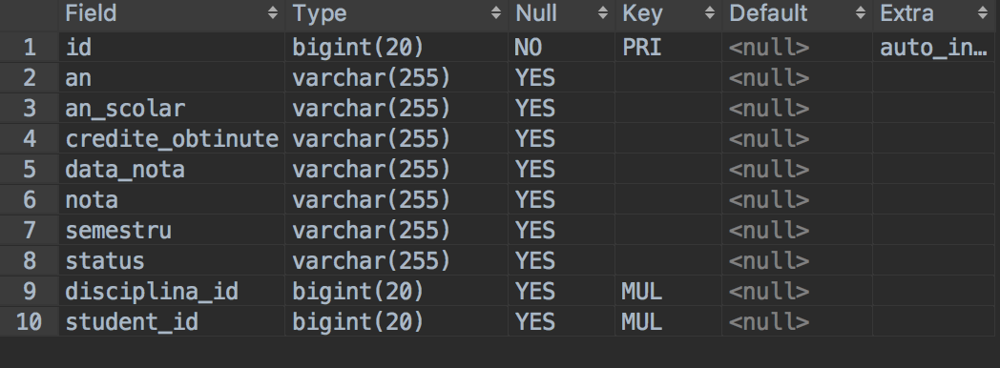 Field Type Null Key Default Extra
1 id bigint(20) NO PRI <null> auto_in…
2 an varchar(255) YES <null>
3 an_scolar varchar(255) YES <null>
4 credite_obtinute varchar(255) YES <null>
5 data_nota varchar(255) YES <null>
6 nota varchar(255) YES <null>
7 semestru varchar(255) YES <null>
8 status varchar(255) YES <null>
9 disciplina_id bigint(20) YES MUL <null>
10 student_id bigint(20) YES MUL <null>